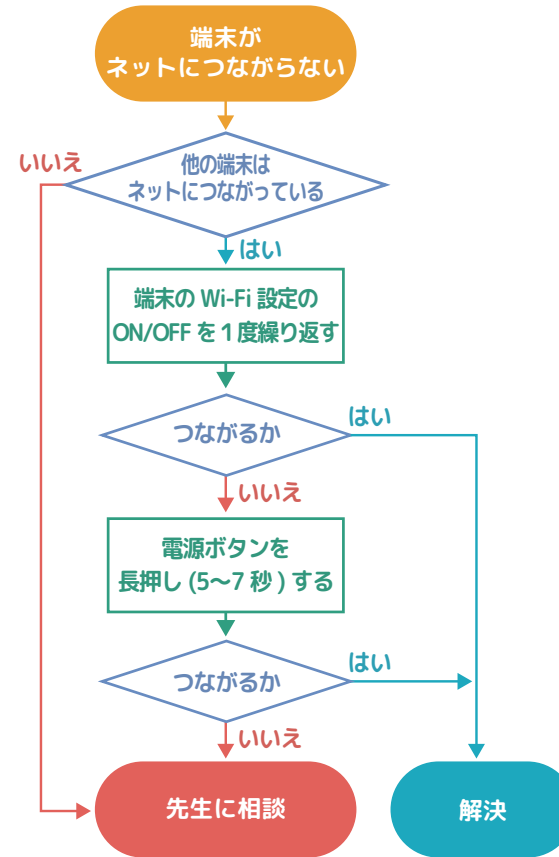 端末が
ネットにつながらない
いいえ
他の端末は
ネットにつながっている
はい
端末の Wi-Fi 設定の
ON/OFF を1度繰り返す
つながるか
はい
いいえ
電源ボタンを
長押し (5〜7 秒 ) する
つながるか
はい
いいえ
先生に相談
解決